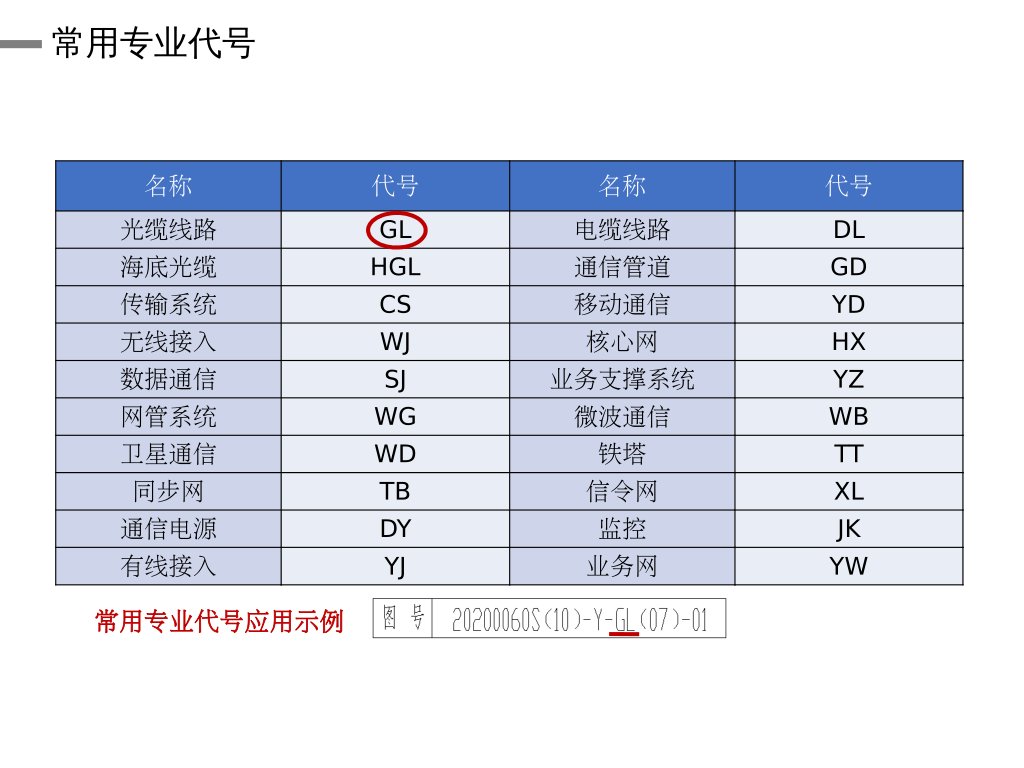 常用专业代号
名称 代号 名称 代号
光缆线路 GL 电缆线路 DL
海底光缆 HGL 通信管道 GD
传输系统 CS 移动通信 YD
无线接入 WJ 核心网 HX
数据通信 SJ 业务支撑系统 YZ
网管系统 WG 微波通信 WB
卫星通信 WD 铁塔 TT
同步网 TB 信令网 XL
通信电源 DY 监控 JK
有线接入 YJ 业务网 YW
常用专业代号应用示例 图 号 20200060S(10)-Y-GL(07)-01